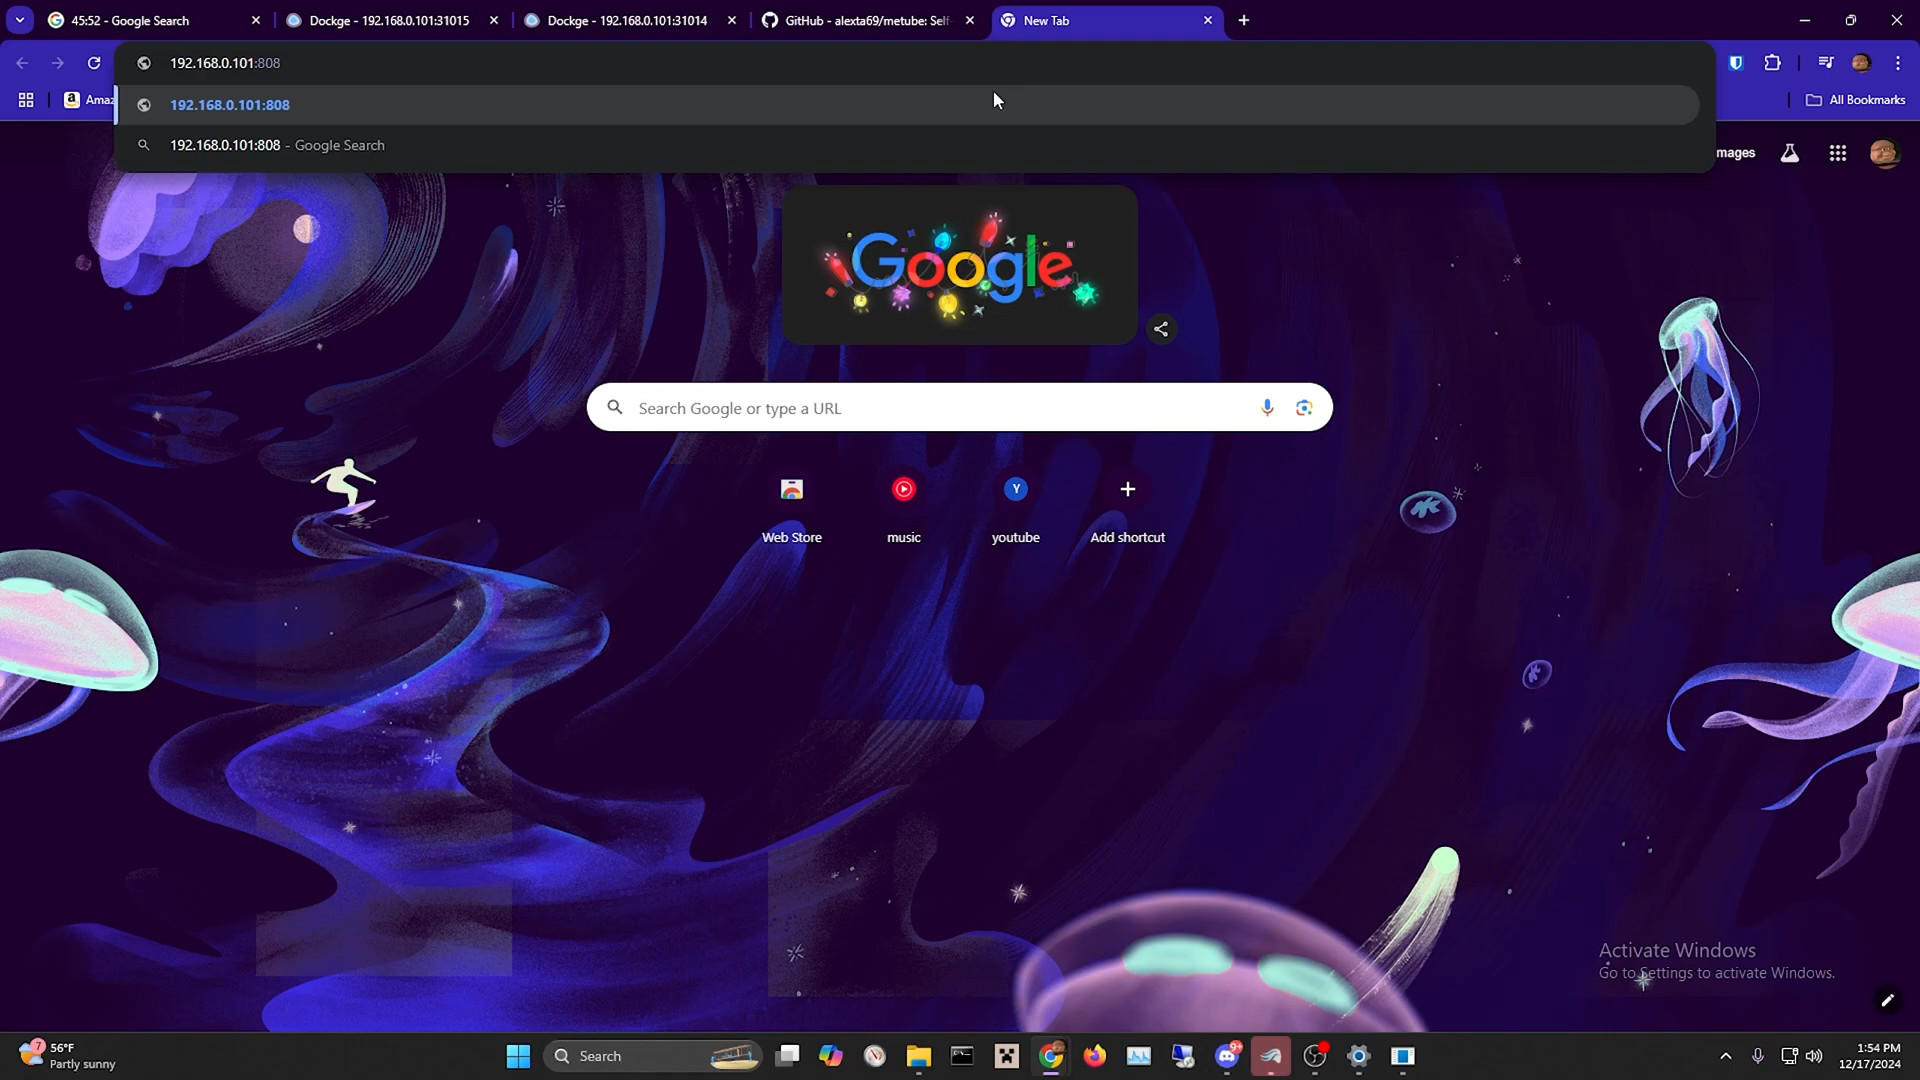 45:52 - Google Search
Dockge - 192.168.0.101:31015
Dockge - 192.168.0.101:31014
GitHub - alexta69/metube: Self-
New Tab
192.168.0.101:808
Amaz
All Bookmarks
192.168.0.101:808
192.168.0.101:808 - Google Search
mages
Google
Search Google or type a URL
Y
Web Store
music
youtube
Add shortcut
Activate Windows
Go to Settings to activate Windows.
7
56°F
Partly sunny
Search
9+
1:54 PM
12/17/2024